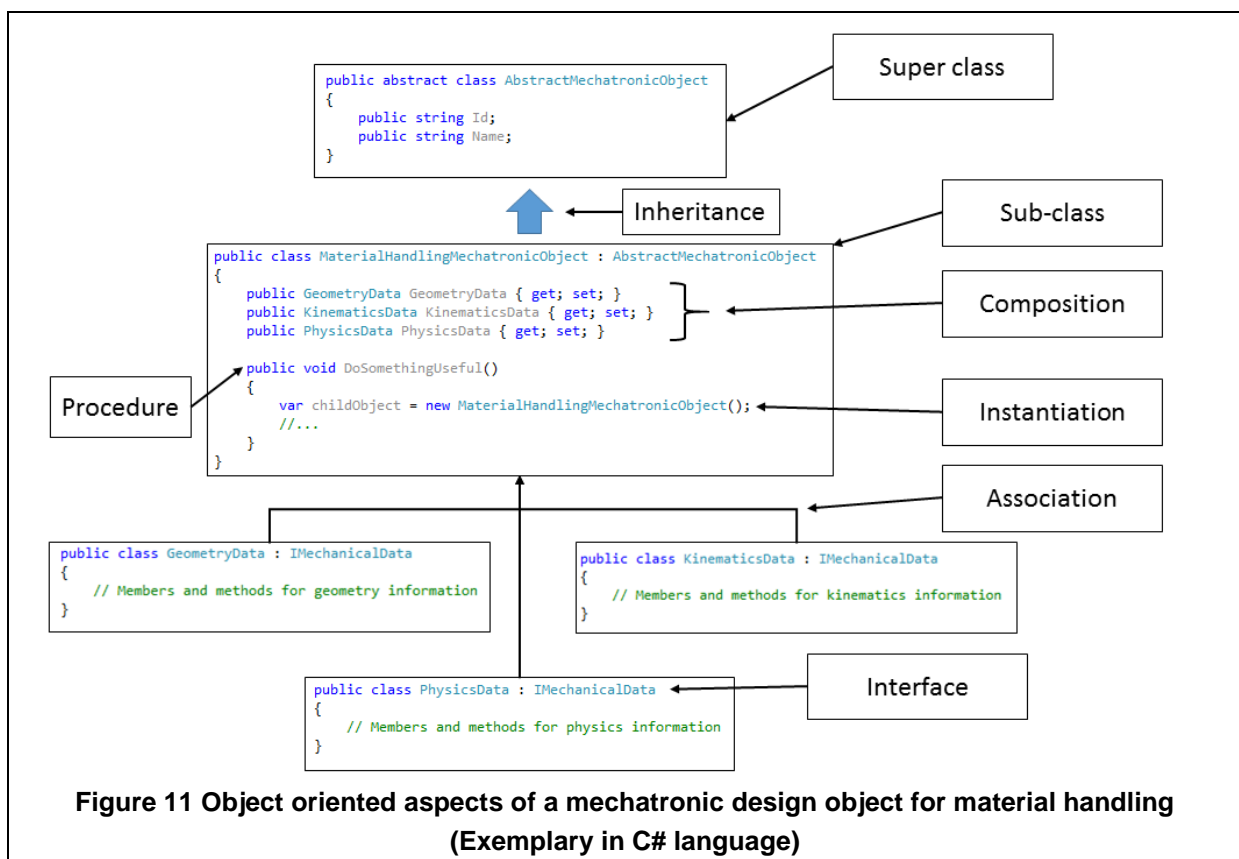 Super class
public abstract class AbstractMechatronicObject
{
public string Id;
public string Name;
}
Inheritance
Sub-class
public class MaterialHandlingMechatronicObject : AbstractMechatronicObject
{
public GeometryData GeometryData { get; set; }
public KinematicsData KinematicsData { get; set; }
public PhysicsData PhysicsData { get; set; }
Composition
public void DoSomethingUseful()
{
var childObject = new MaterialHandlingMechatronicObject();
//...
}
}
Procedure
Instantiation
Association
public class GeometryData : IMechanicalData
{
// Members and methods for geometry information
}
public class KinematicsData : IMechanicalData
{
// Members and methods for kinematics information
}
public class PhysicsData : IMechanicalData
{
// Members and methods for physics information
}
Interface
Figure 11 Object oriented aspects of a mechatronic design object for material handling
(Exemplary in C# language)